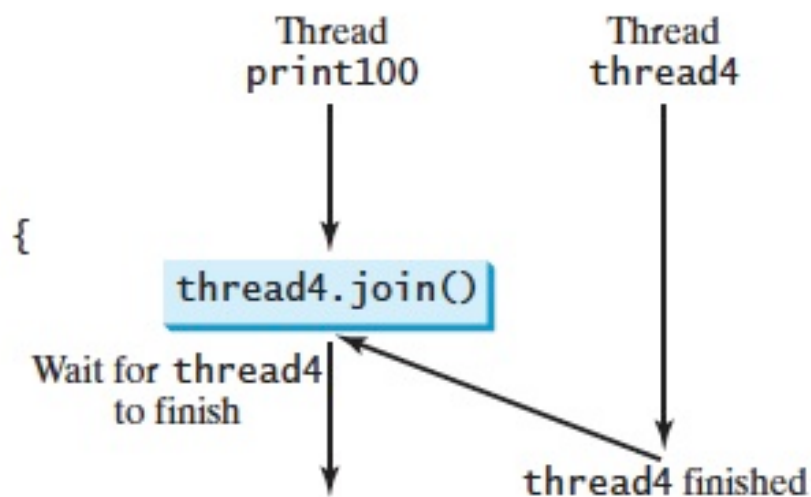 Thread
print100
Thread
thread4
{
thread4.join()
Wait for thread4
to finish
thread4 finished